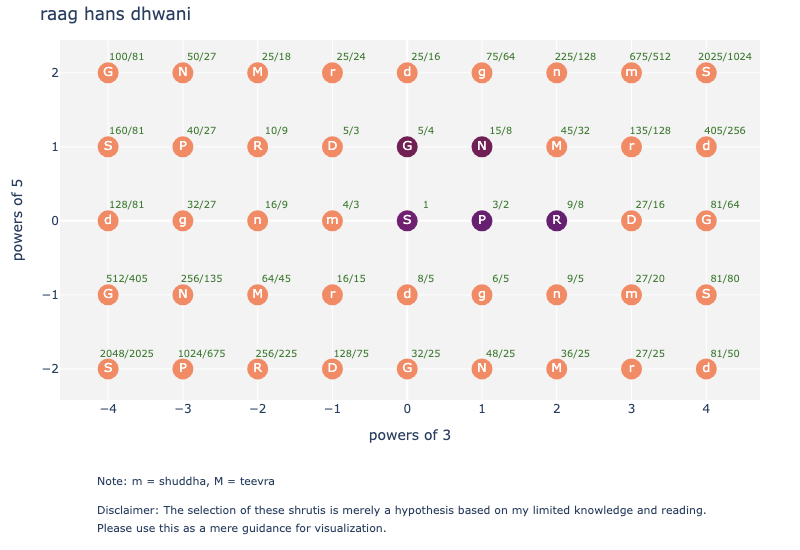 raag hans dhwani
100/81 50/27 25/18 25/24 25/16 75/64 225/128 675/512 2025/1024
2 G N M r d g n m S
160/81 40/27 10/9 5/3 5/4 15/8 45/32 135/128 405/256
1 S P R D G N M r d
128/81 32/27 16/9 4/3 1 3/2 9/8 27/16 81/64
0 d g n m S P R D G
512/405 256/135 64/45 16/15 8/5 6/5 9/5 27/20 81/80
−1 G N M r d g n m S
2048/2025 1024/675 256/225 128/75 32/25 48/25 36/25 27/25 81/50
−2 S P R D G N M r d
−4 −3 −2 −1 0 1 2 3 4
powers of 3
powers of 5
Note: m = shuddha, M = teevra
Disclaimer: The selection of these shrutis is merely a hypothesis based on my limited knowledge and reading.
Please use this as a mere guidance for visualization.